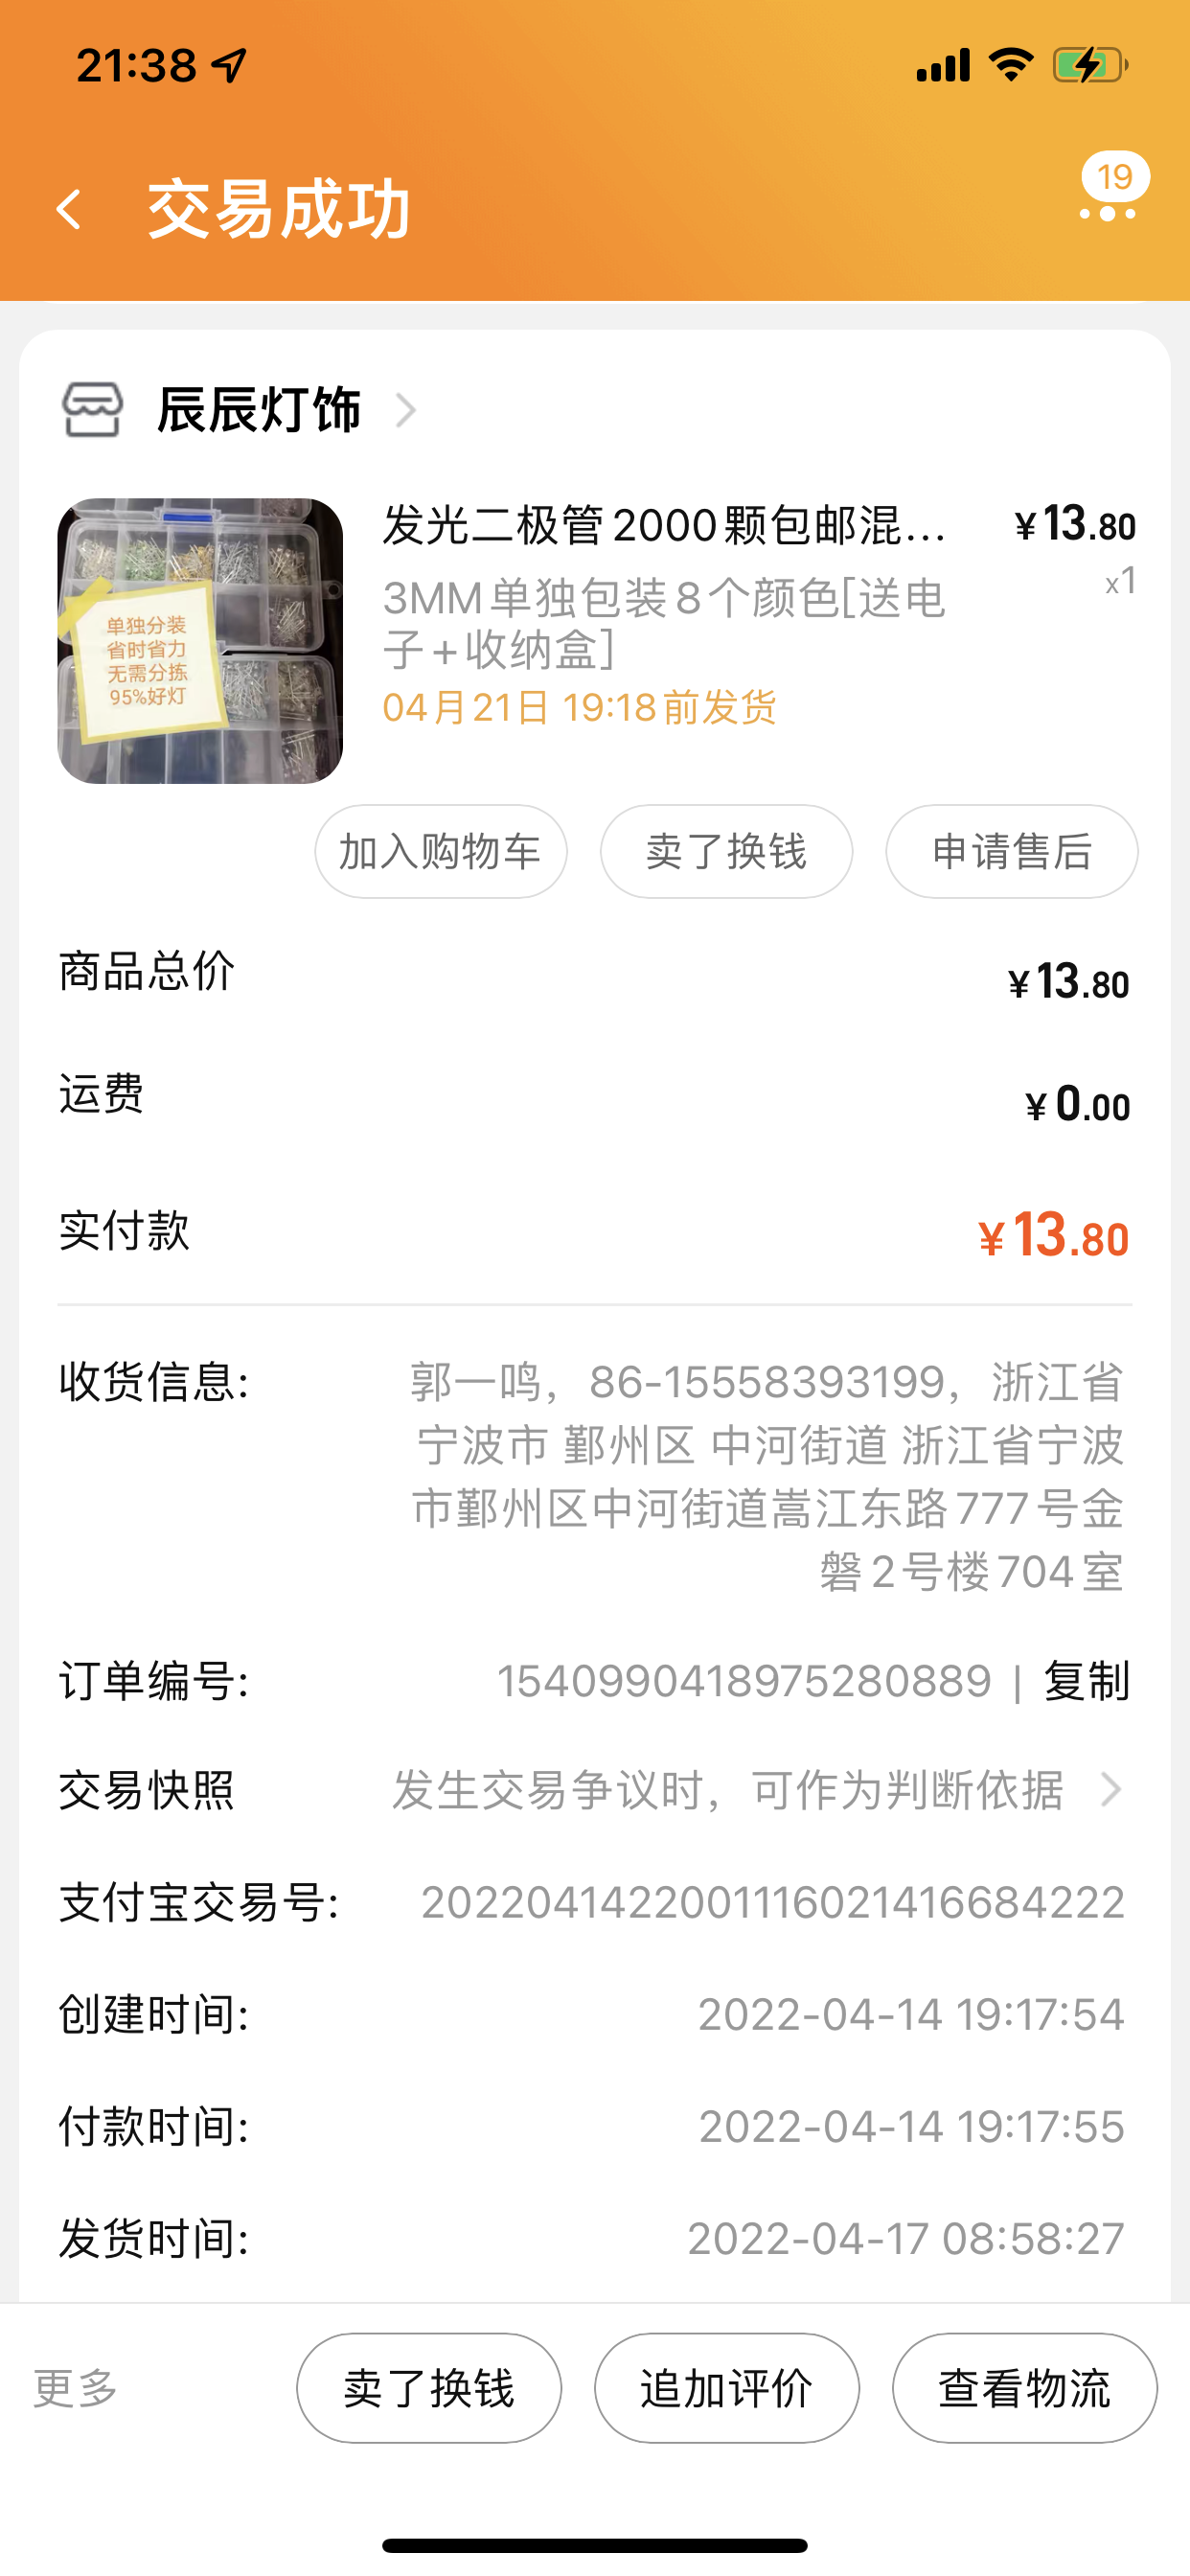 21:38
19
交易成功
辰辰灯饰
发光二极管2000颗包邮混... ¥13.80
3MM单独包装8个颜色[送电 x1
子+收纳盒]
04月21日 19:18前发货
单独分装
省时省力
无需分拣
95%好灯
加入购物车 卖了换钱 申请售后
商品总价 ¥13.80
运费 ¥0.00
实付款 ¥13.80
收货信息: 郭一鸣，86-15558393199，浙江省
宁波市 鄞州区 中河街道 浙江省宁波
市鄞州区中河街道嵩江东路777号金
磐2号楼704室
订单编号: 1540990418975280889 | 复制
交易快照 发生交易争议时，可作为判断依据
支付宝交易号: 2022041422001116021416684222
创建时间: 2022-04-14 19:17:54
付款时间: 2022-04-14 19:17:55
发货时间: 2022-04-17 08:58:27
更多 卖了换钱 追加评价 查看物流